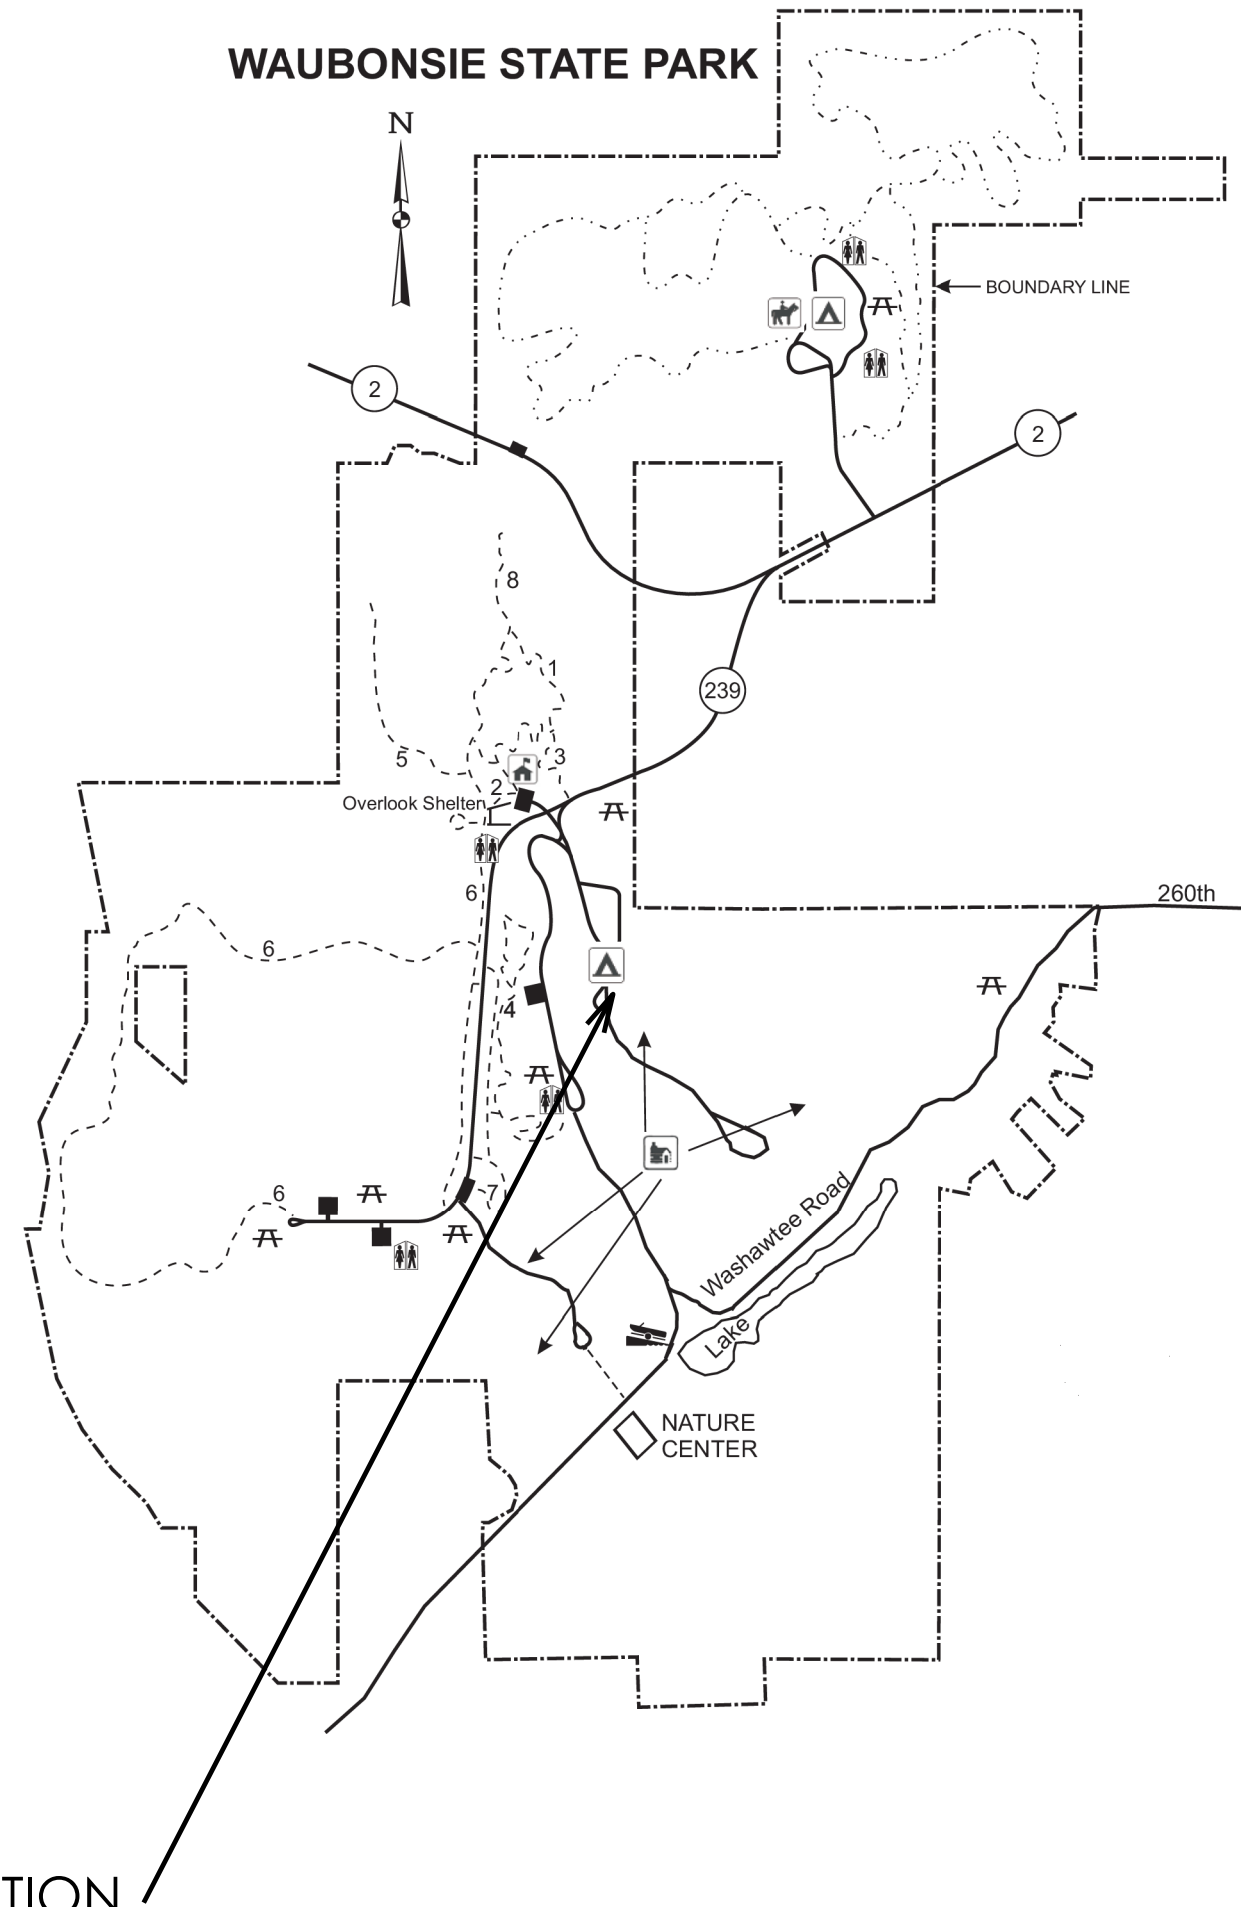 WAUBONSIE STATE PARK
N
BOUNDARY LINE
2
2
8
1
239
5
3
2
Overlook Shelter
6
260th
6
4
7
6
Washawtee Road
Lake
NATURE
CENTER
TION